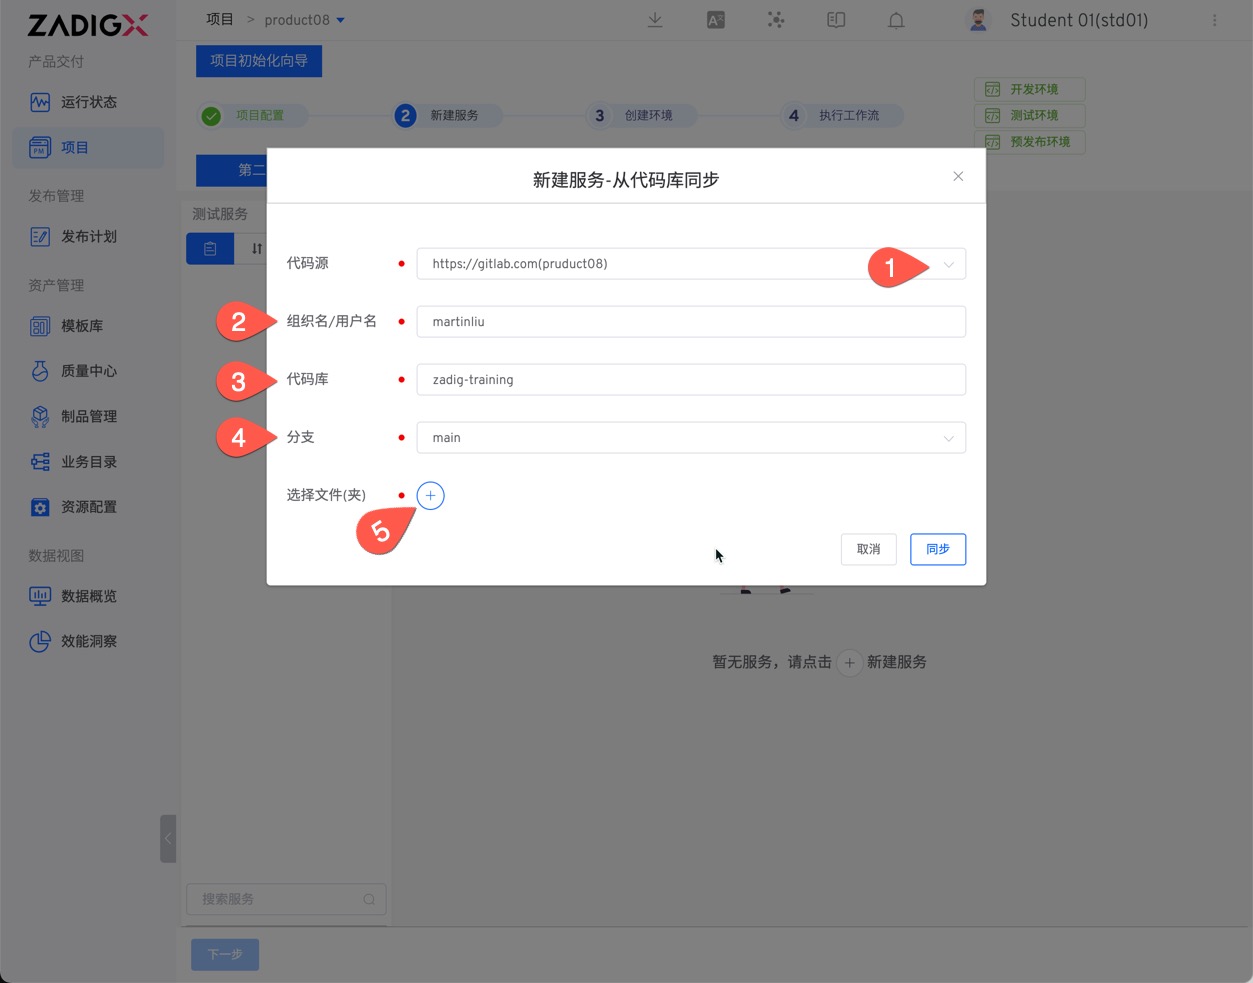 ZADIGX
项目 > product08
Student 01(std01)
产品交付
运行状态
项目
发布管理
发布计划
资产管理
模板库
质量中心
制品管理
业务目录
资源配置
数据视图
数据概览
效能洞察
项目初始化向导
项目配置
2 新建服务
3 创建环境
4 执行工作流
开发环境
测试环境
预发布环境
第二
测试服务
新建服务-从代码库同步
代码源
https://gitlab.com(pruduct08)
1
2
组织名/用户名
martinliu
3
代码库
zadig-training
4
分支
main
选择文件(夹)
5
取消
同步
暂无服务，请点击 + 新建服务
搜索服务
下一步